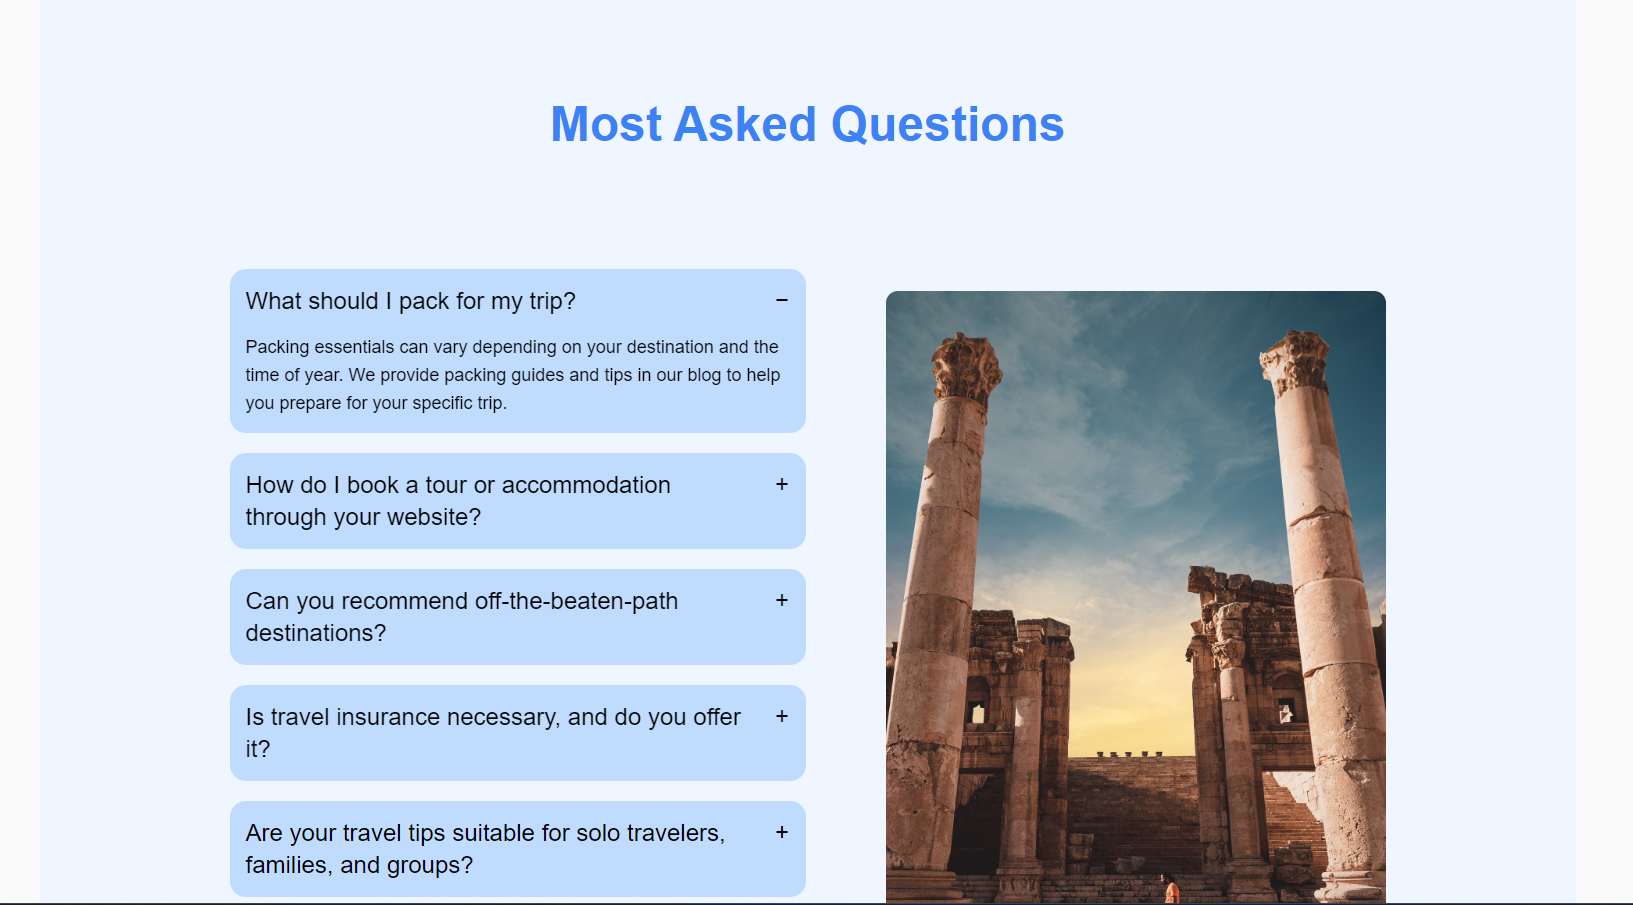 Most Asked Questions
What should I pack for my trip?
Packing essentials can vary depending on your destination and the
time of year. We provide packing guides and tips in our blog to help
you prepare for your specific trip.
How do I book a tour or accommodation
through your website?
Can you recommend off-the-beaten-path
destinations?
Is travel insurance necessary, and do you offer
it?
Are your travel tips suitable for solo travelers,
families, and groups?